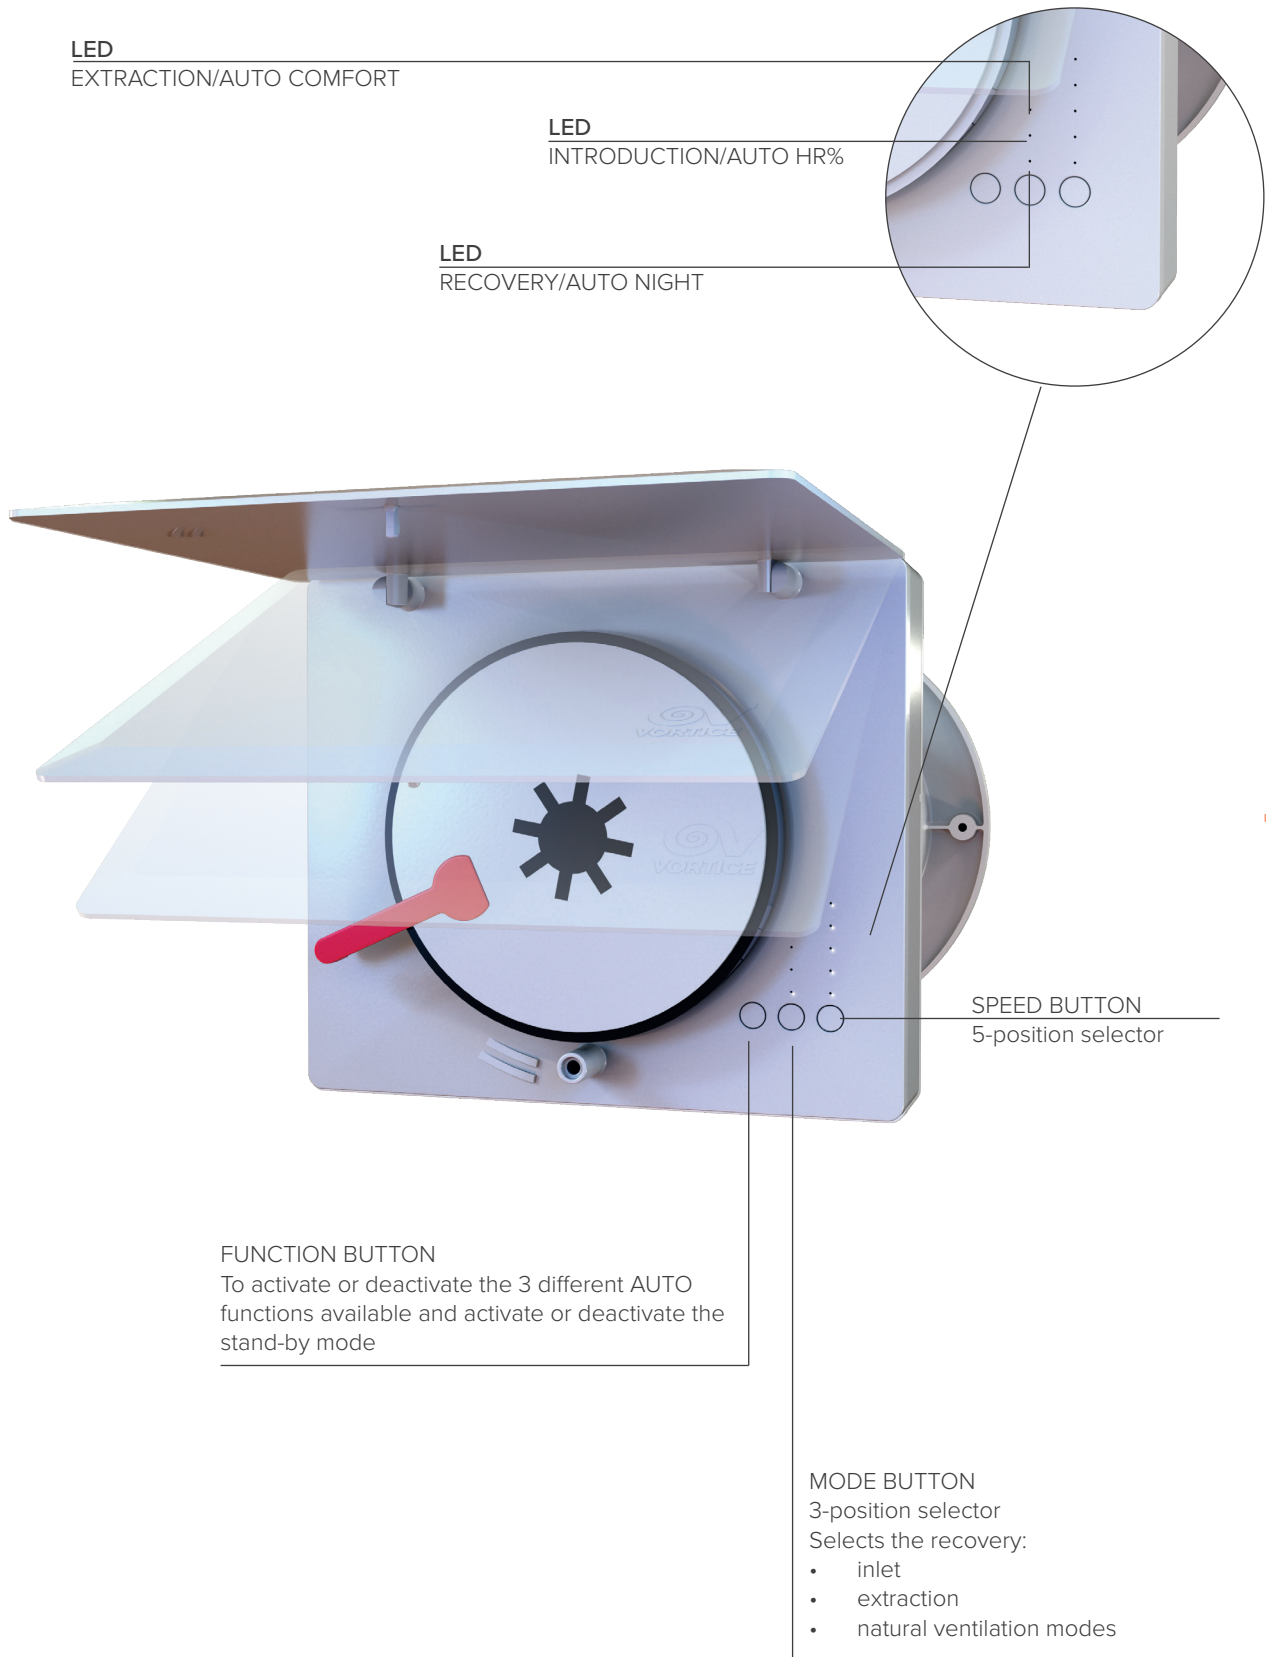 LED
EXTRACTION/AUTO COMFORT
LED
INTRODUCTION/AUTO HR%
LED
RECOVERY/AUTO NIGHT
VORTICE
VORTICE
SPEED BUTTON
5-position selector
FUNCTION BUTTON
To activate or deactivate the 3 different AUTO
functions available and activate or deactivate the
stand-by mode
MODE BUTTON
3-position selector
Selects the recovery:
• inlet
• extraction
• natural ventilation modes